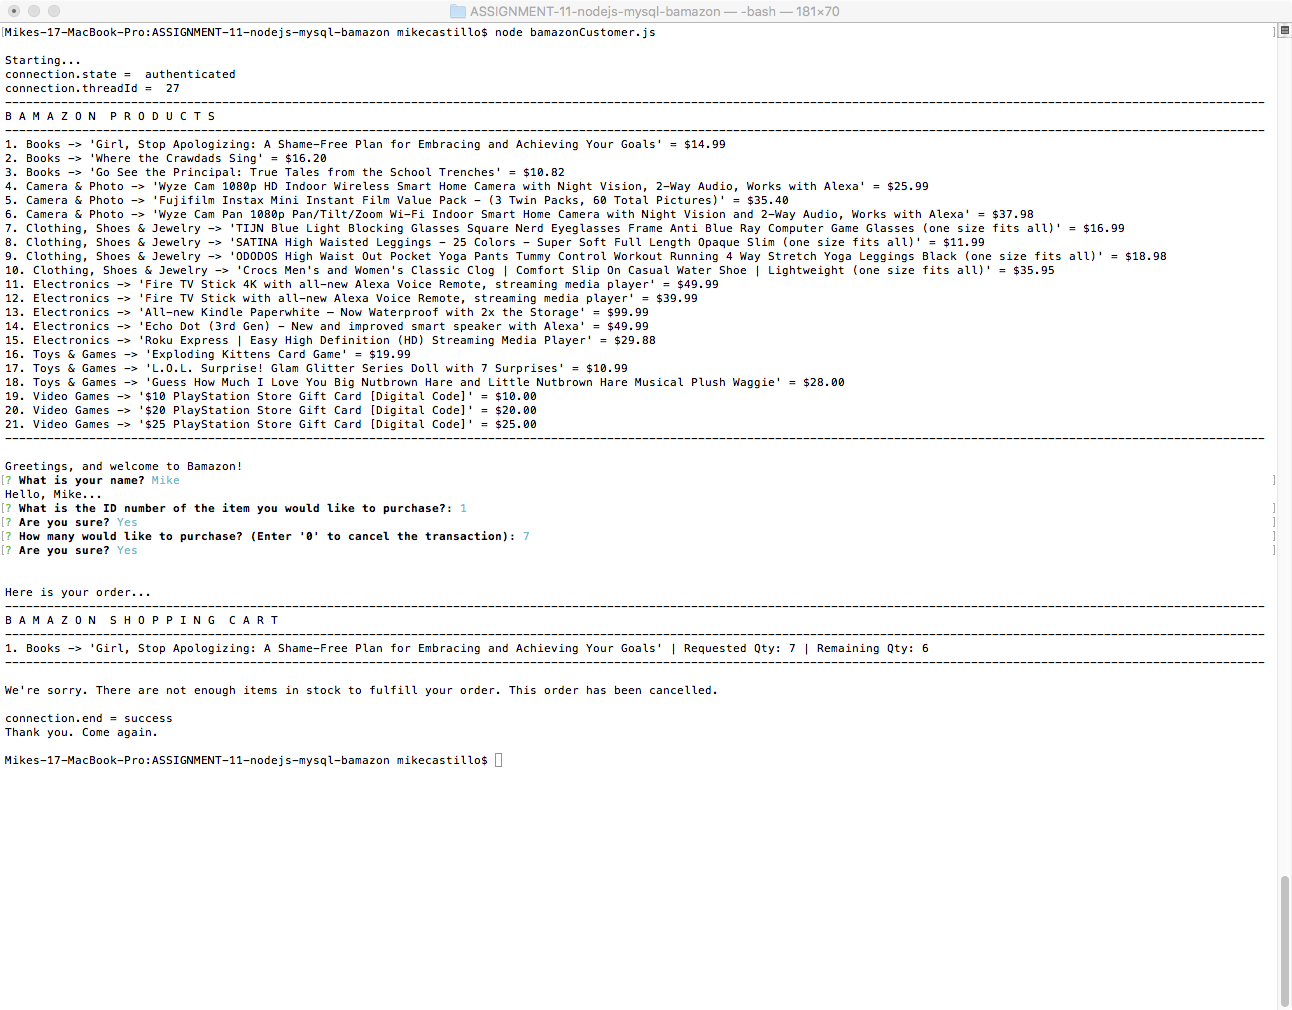 ASSIGNMENT-11-nodejs-mysql-bamazon — -bash — 181×70
[Mikes-17-MacBook-Pro:ASSIGNMENT-11-nodejs-mysql-bamazon mikecastillo$ node bamazonCustomer.js ]
Starting...
connection.state =  authenticated
connection.threadId =  27
------------------------------------------------------------------------------------------------------------------------------------------------------------------------------------
B A M A Z O N  P R O D U C T S
------------------------------------------------------------------------------------------------------------------------------------------------------------------------------------
1. Books -> 'Girl, Stop Apologizing: A Shame-Free Plan for Embracing and Achieving Your Goals' = $14.99
2. Books -> 'Where the Crawdads Sing' = $16.20
3. Books -> 'Go See the Principal: True Tales from the School Trenches' = $10.82
4. Camera & Photo -> 'Wyze Cam 1080p HD Indoor Wireless Smart Home Camera with Night Vision, 2-Way Audio, Works with Alexa' = $25.99
5. Camera & Photo -> 'Fujifilm Instax Mini Instant Film Value Pack - (3 Twin Packs, 60 Total Pictures)' = $35.40
6. Camera & Photo -> 'Wyze Cam Pan 1080p Pan/Tilt/Zoom Wi-Fi Indoor Smart Home Camera with Night Vision and 2-Way Audio, Works with Alexa' = $37.98
7. Clothing, Shoes & Jewelry -> 'TIJN Blue Light Blocking Glasses Square Nerd Eyeglasses Frame Anti Blue Ray Computer Game Glasses (one size fits all)' = $16.99
8. Clothing, Shoes & Jewelry -> 'SATINA High Waisted Leggings - 25 Colors - Super Soft Full Length Opaque Slim (one size fits all)' = $11.99
9. Clothing, Shoes & Jewelry -> 'ODODOS High Waist Out Pocket Yoga Pants Tummy Control Workout Running 4 Way Stretch Yoga Leggings Black (one size fits all)' = $18.98
10. Clothing, Shoes & Jewelry -> 'Crocs Men's and Women's Classic Clog | Comfort Slip On Casual Water Shoe | Lightweight (one size fits all)' = $35.95
11. Electronics -> 'Fire TV Stick 4K with all-new Alexa Voice Remote, streaming media player' = $49.99
12. Electronics -> 'Fire TV Stick with all-new Alexa Voice Remote, streaming media player' = $39.99
13. Electronics -> 'All-new Kindle Paperwhite – Now Waterproof with 2x the Storage' = $99.99
14. Electronics -> 'Echo Dot (3rd Gen) - New and improved smart speaker with Alexa' = $49.99
15. Electronics -> 'Roku Express | Easy High Definition (HD) Streaming Media Player' = $29.88
16. Toys & Games -> 'Exploding Kittens Card Game' = $19.99
17. Toys & Games -> 'L.O.L. Surprise! Glam Glitter Series Doll with 7 Surprises' = $10.99
18. Toys & Games -> 'Guess How Much I Love You Big Nutbrown Hare and Little Nutbrown Hare Musical Plush Waggie' = $28.00
19. Video Games -> '$10 PlayStation Store Gift Card [Digital Code]' = $10.00
20. Video Games -> '$20 PlayStation Store Gift Card [Digital Code]' = $20.00
21. Video Games -> '$25 PlayStation Store Gift Card [Digital Code]' = $25.00
------------------------------------------------------------------------------------------------------------------------------------------------------------------------------------
Greetings, and welcome to Bamazon!
[? What is your name? Mike ]
Hello, Mike...
[? What is the ID number of the item you would like to purchase?: 1 ]
[? Are you sure? Yes ]
[? How many would like to purchase? (Enter '0' to cancel the transaction): 7 ]
[? Are you sure? Yes ]
Here is your order...
------------------------------------------------------------------------------------------------------------------------------------------------------------------------------------
B A M A Z O N  S H O P P I N G  C A R T
------------------------------------------------------------------------------------------------------------------------------------------------------------------------------------
1. Books -> 'Girl, Stop Apologizing: A Shame-Free Plan for Embracing and Achieving Your Goals' | Requested Qty: 7 | Remaining Qty: 6
------------------------------------------------------------------------------------------------------------------------------------------------------------------------------------
We're sorry. There are not enough items in stock to fulfill your order. This order has been cancelled.
connection.end = success
Thank you. Come again.
Mikes-17-MacBook-Pro:ASSIGNMENT-11-nodejs-mysql-bamazon mikecastillo$